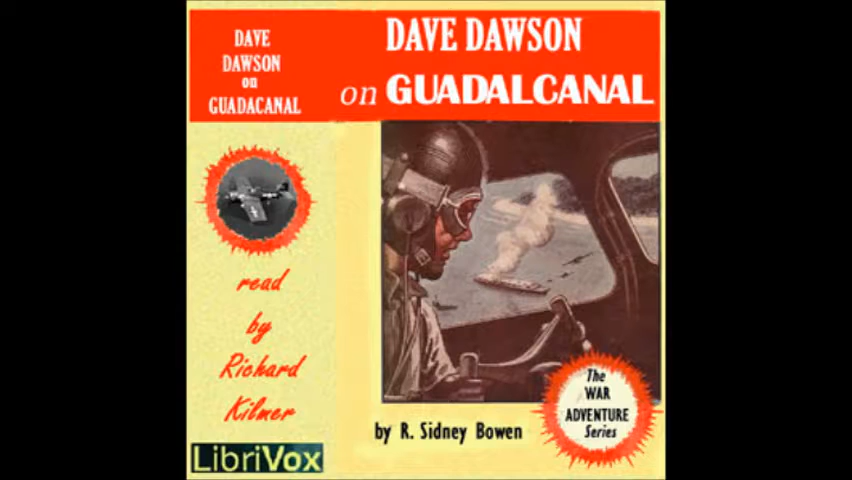 DAVE
DAWSON
on
GUADACANAL
DAVE DAWSON
on GUADALCANAL
read
by
Richard
Kilmer
LibriVox
by R. Sidney Bowen
The
WAR
ADVENTURE
Series